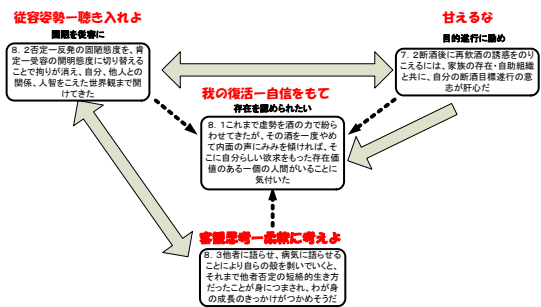 従容姿勢ー聴き入れよ
頑陋を従容に
8．2否定ー反発の固陋態度を、肯
定ー受容の開明態度に切り替える
ことで拘りが消え、自分、他人との
関係、人智をこえた世界観まで開
けてきた
甘えるな
目的遂行に励め
7．2断酒後に再飲酒の誘惑をのり
こえるには、家族の存在・自助組織
と共に、自分の断酒目標遂行の意
志が肝心だ
我の復活ー自信をもて
存在を認められたい
8．1これまで虚勢を酒の力で紛ら
わせてきたが、その酒を一度やめ
て内面の声にみみを傾ければ、そ
こに自分らしい欲求をもった存在価
値のある一個の人間がいることに
気付いた
客観思考ー柔軟に考えよ
8．3他者に語らせ、病気に語らせる
ことにより自らの殻を剥いでいくと、
それまで他者否定の短絡的生き方
だったことが身につまされ、わが身
の成長のきっかけがつかめそうだ